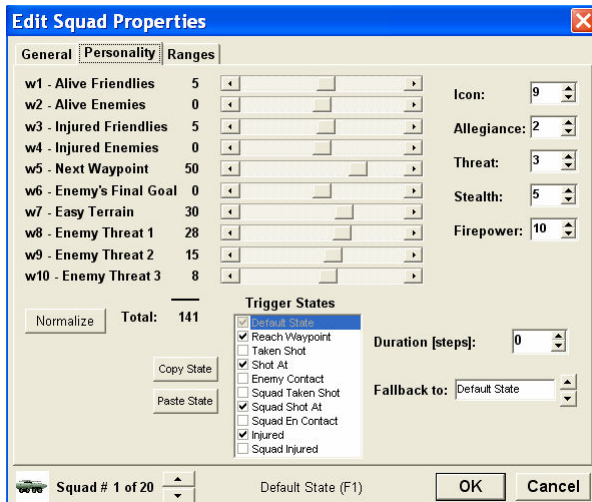 Edit Squad Properties
General Personality Ranges
w1 - Alive Friendlies 5
w2 - Alive Enemies 0
w3 - Injured Friendlies 5
w4 - Injured Enemies 0
w5 - Next Waypoint 50
w6 - Enemy's Final Goal 0
w7 - Easy Terrain 30
w8 - Enemy Threat 1 28
w9 - Enemy Threat 2 15
w10 - Enemy Threat 3 8
Icon: 9
Allegiance: 2
Threat: 3
Stealth: 5
Firepower: 10
Normalize
Total: 141
Copy State
Paste State
Trigger States
Default State
Reach Waypoint
Taken Shot
Shot At
Enemy Contact
Squad Taken Shot
Squad Shot At
Squad En Contact
Injured
Squad Injured
Duration [steps]: 0
Fallback to: Default State
Squad # 1 of 20
Default State (F1)
OK
Cancel